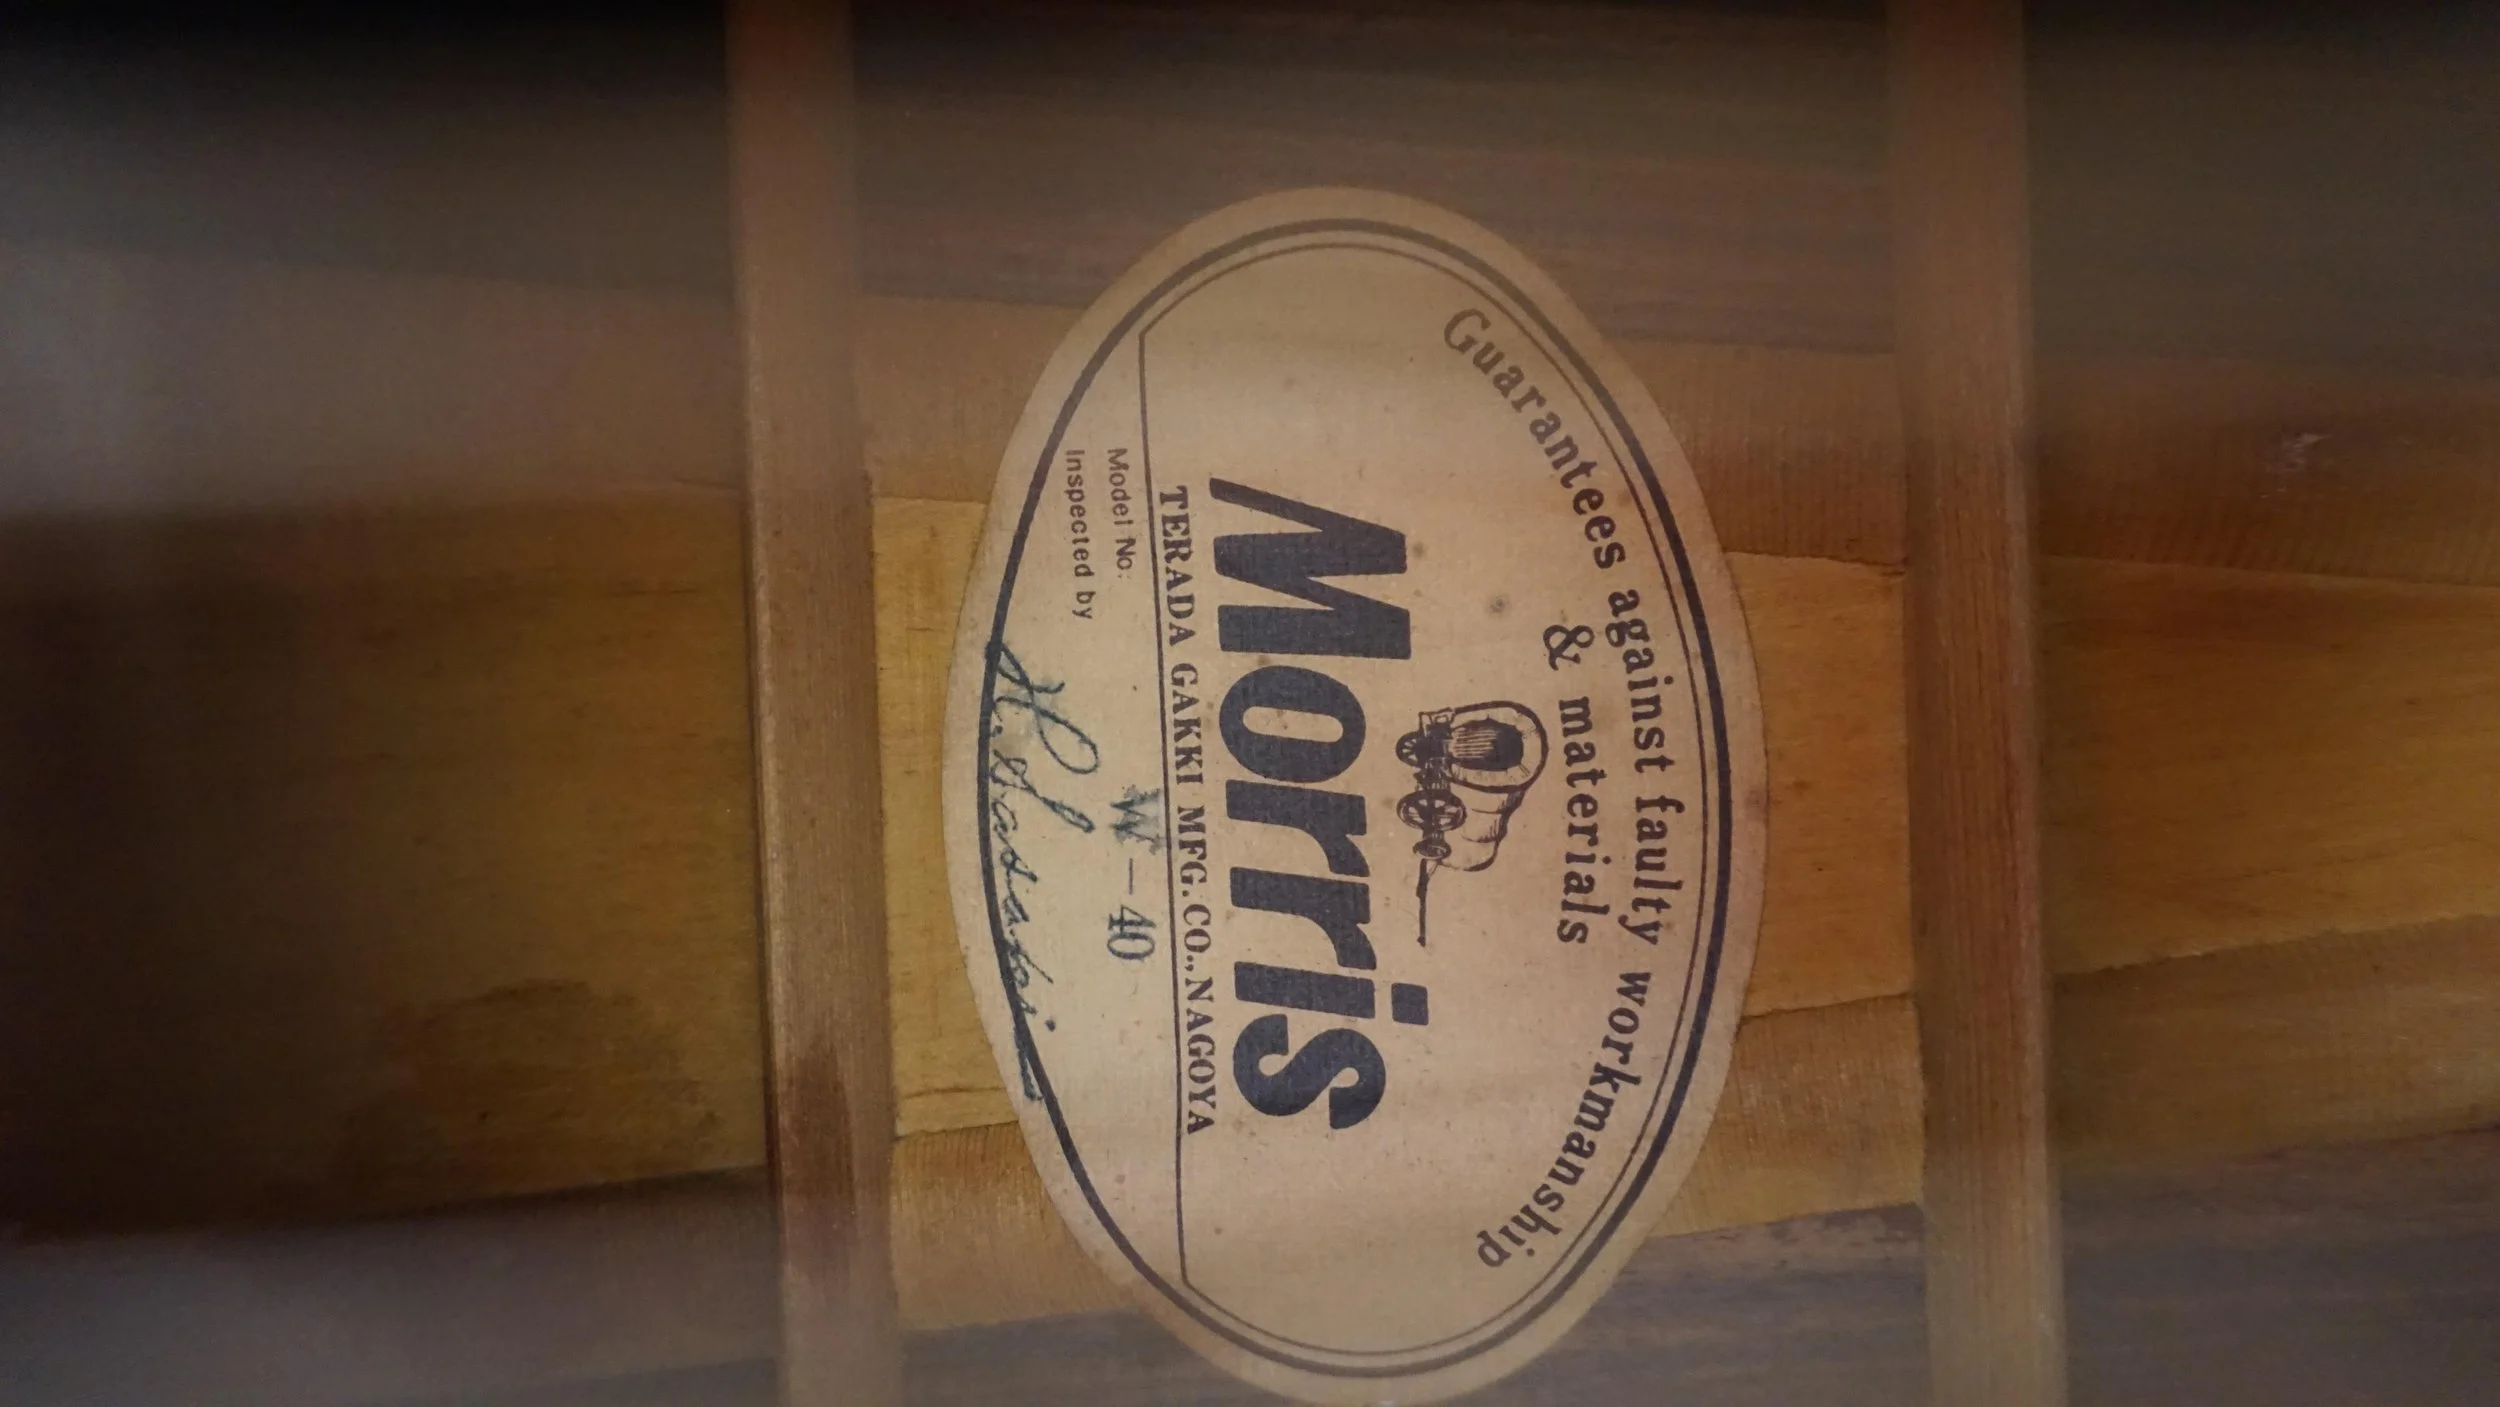 Guarantees against faulty workmanship
& materials
Morris
TERADA GAKKI MFG. CO., NAGOYA
Model No. W-40
Inspected by H.